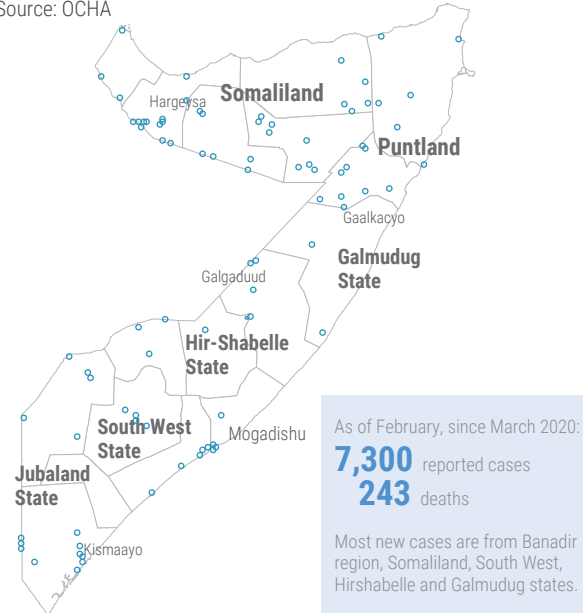 Source: OCHA
Hargeysa
Somaliland
Puntland
Gaalkacyo
Galmudug
State
Galgaduud
Hir-Shabelle
State
South West
State
Mogadishu
Jubaland
State
Kismaayo
As of February, since March 2020:
7,300 reported cases
243 deaths
Most new cases are from Banadir
region, Somaliland, South West,
Hirshabelle and Galmudug states.